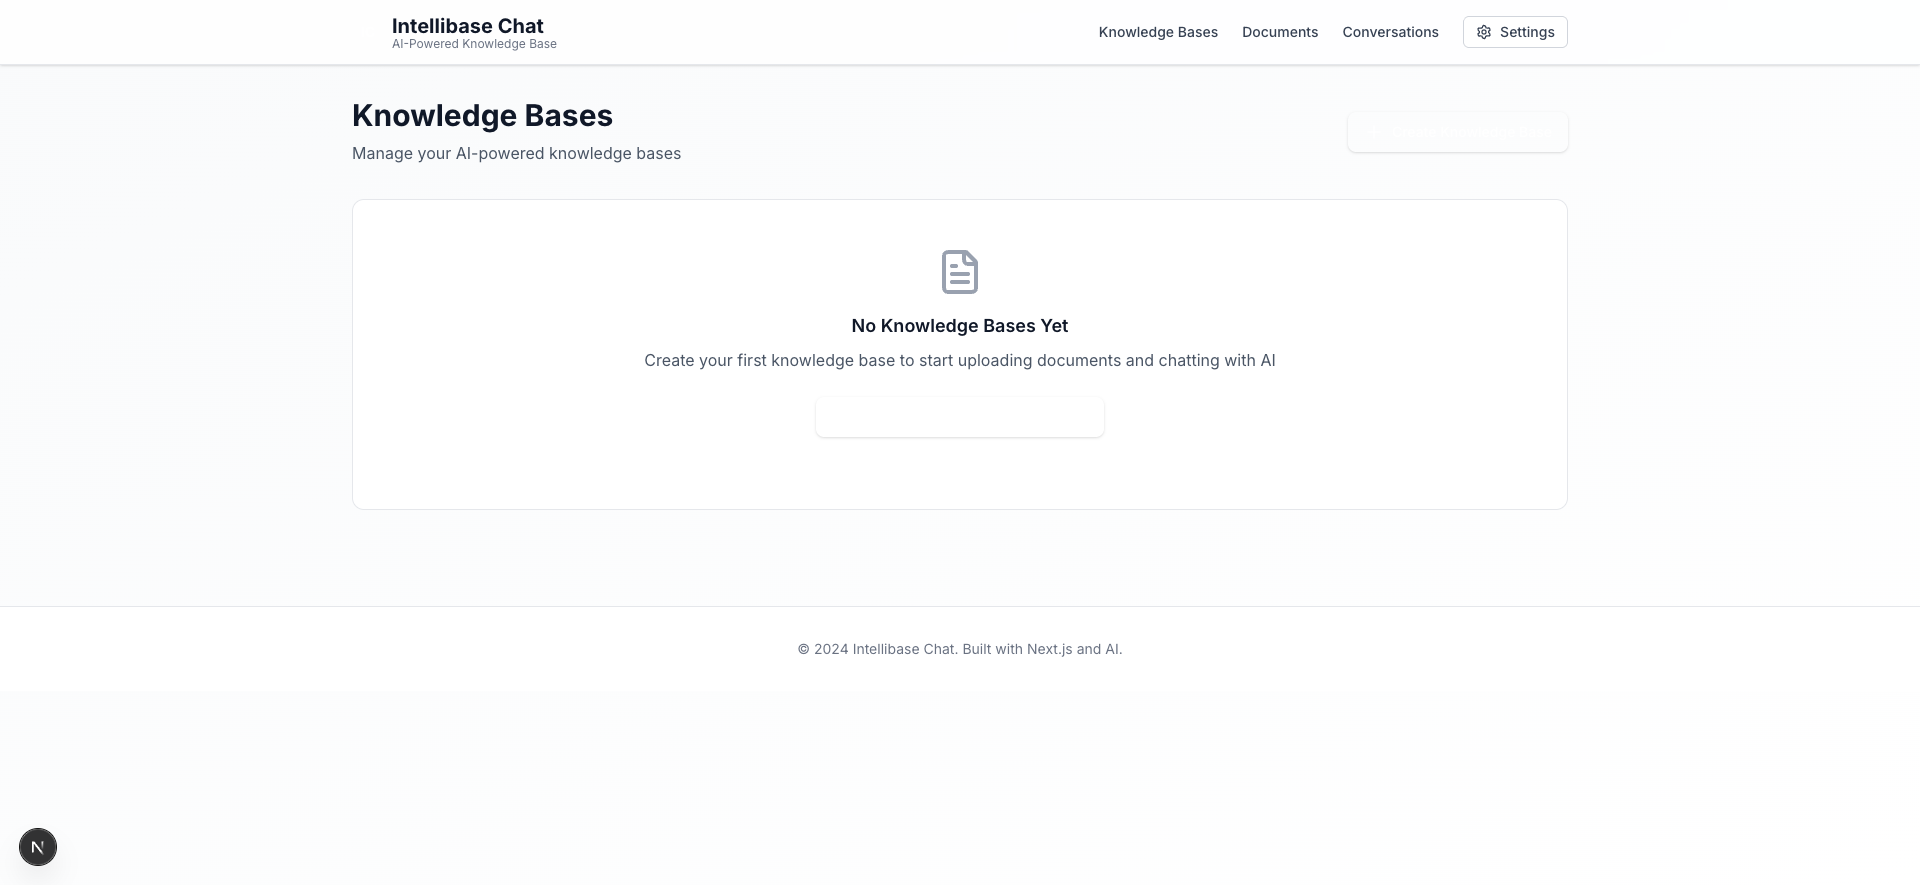 Intellibase Chat
AI-Powered Knowledge Base
Knowledge Bases
Documents
Conversations
Settings
Knowledge Bases
Manage your AI-powered knowledge bases
No Knowledge Bases Yet
Create your first knowledge base to start uploading documents and chatting with AI
© 2024 Intellibase Chat. Built with Next.js and AI.
N